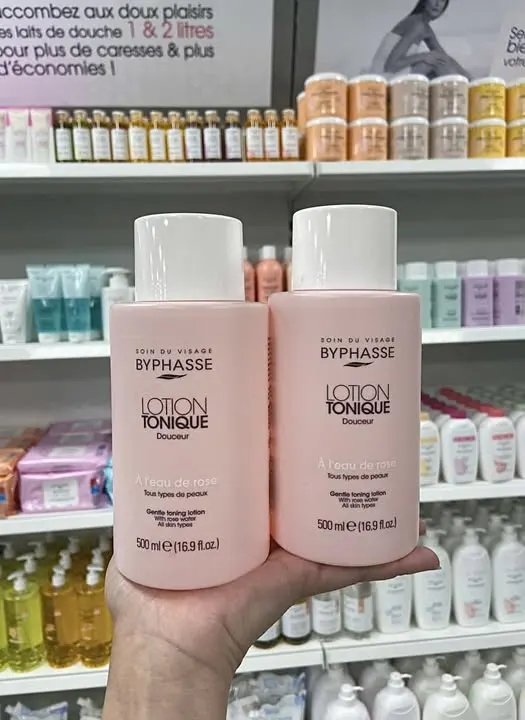 ccombez aux doux plaisirs
es laits de douche 1 & 2 litres
pour plus de caresses & plus
d'économies !
SOIN DU VISAGE
BYPHASSE
LOTION
TONIQUE
Douceur
À l'eau de rose
Tous types de peaux
Gentle toning lotion
With rose water
All skin types
500 ml e (16.9 fl.oz.)
SOIN DU VISAGE
BYPHASSE
LOTION
TONIQUE
Douceur
À l'eau de rose
Tous types de peaux
Gentle toning lotion
With rose water
All skin types
500 ml e (16.9 fl.oz.)